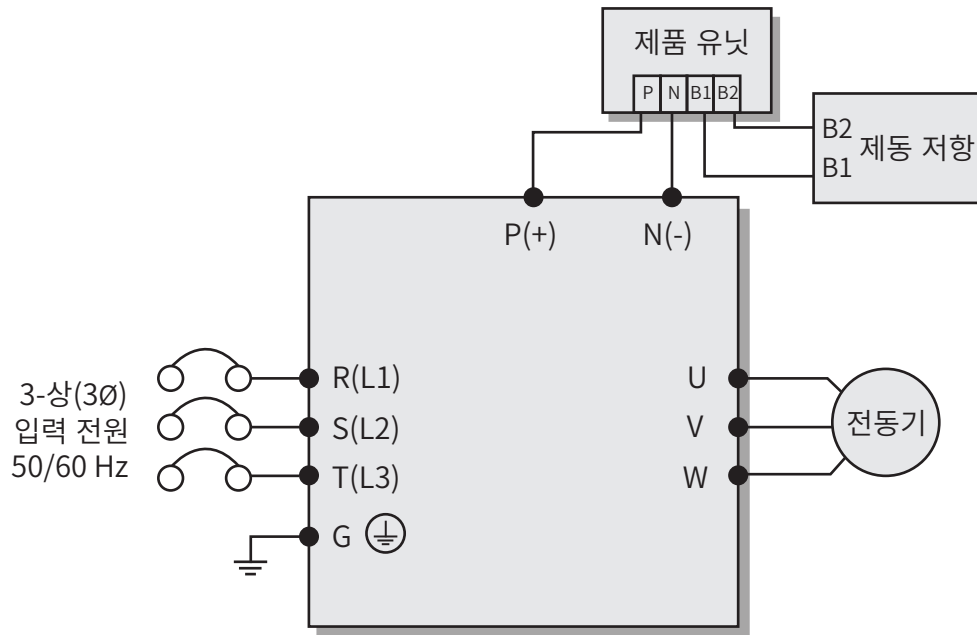 제품 유닛
P N B1 B2
B2
B1
제동 저항
P(+) N(-)
3-상(3Ø)
입력 전원
50/60 Hz
R(L1)
S(L2)
T(L3)
G
U
V
W
전동기